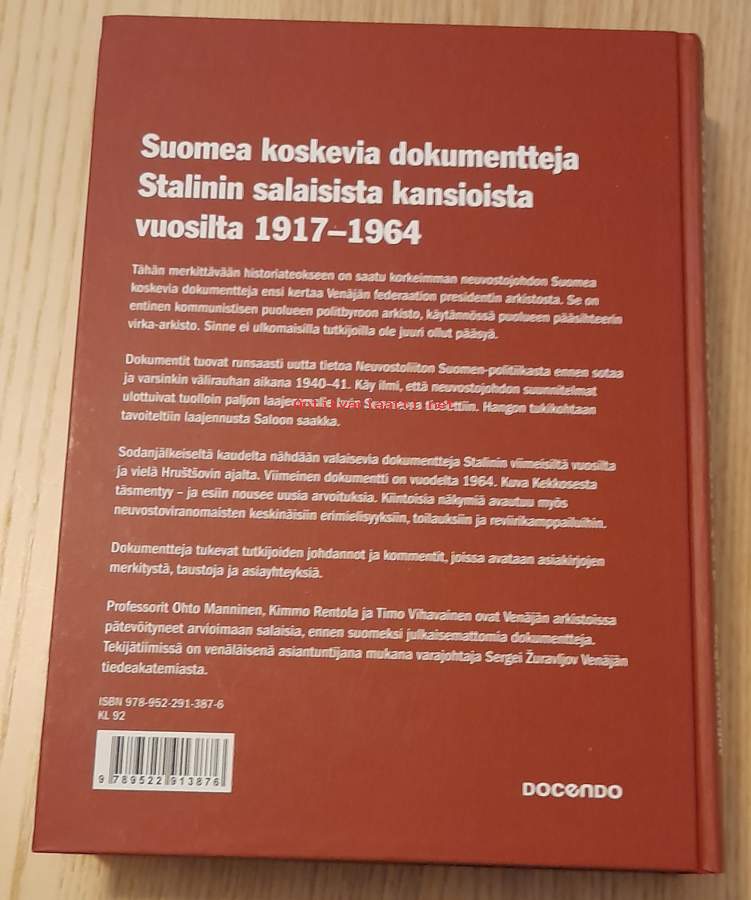 Suomea koskevia dokumentteja
Stalinin salaisista kansioista
vuosilta 1917–1964
Tähän merkittävään historiateokseen on saatu korkeimman neuvostojohdon Suomea
koskevia dokumentteja ensi kertaa Venäjän federaation presidentin arkistosta. Se on
entinen kommunistisen puolueen politbyroon arkisto, käytännössä puolueen pääsihteerin
virka-arkisto. Sinne ei ulkomaisilla tutkijoilla ole juuri ollut pääsyä.
Dokumentit tuovat runsaasti uutta tietoa Neuvostoliiton Suomen-politiikasta ennen sotaa
ja varsinkin välirauhan aikana 1940–41. Käy ilmi, että neuvostojohdon suunnitelmat
ulottuivat tuolloin paljon Hangon tukikohtaan
tavoiteltiin laajennusta Saloon saakka.
Sodanjälkeiseltä kaudelta nähdään valaisevia dokumentteja Stalinin viimeisiltä vuosilta
ja vielä Hruštšovin ajalta. Viimeinen dokumentti on vuodelta 1964. Kuva Kekkosesta
täsmentyy – ja esiin nousee uusia arvoituksia. Kiintoisia näkymiä avautuu myös
neuvostoviranomaisten keskinäisiin erimielisyyksiin, toilauksiin ja reviirikamppailuihin.
Dokumentteja tukevat tutkijoiden johdannot ja kommentit, joissa avataan asiakirjojen
merkitystä, taustoja ja asiayhteyksiä.
Professorit Ohto Manninen, Kimmo Rentola ja Timo Vihavainen ovat Venäjän arkistoissa
pätevöityneet arvioimaan salaisia, ennen suomeksi julkaisemattomia dokumentteja.
Tekijätiimissä on venäläisenä asiantuntijana mukana varajohtaja Sergei Žuravljov Venäjän
tiedeakatemiasta.
ISBN 978-952-291-387-6
KL 92
9 789522 913876
DOCENDO